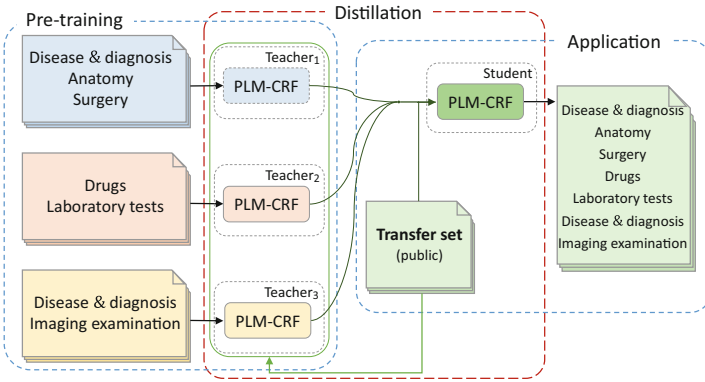 Pre-training
Distillation
Application
Disease & diagnosis
Anatomy
Surgery
Teacher1
PLM-CRF
Student
PLM-CRF
Disease & diagnosis
Anatomy
Surgery
Drugs
Laboratory tests
Disease & diagnosis
Imaging examination
Drugs
Laboratory tests
Teacher2
PLM-CRF
Transfer set
(public)
Disease & diagnosis
Imaging examination
Teacher3
PLM-CRF